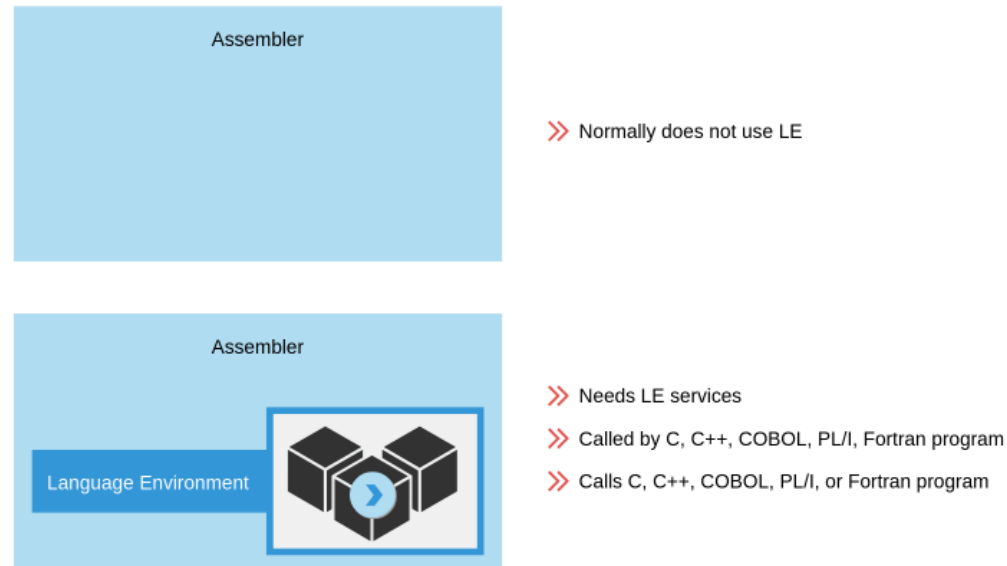 Assembler
Normally does not use LE
Assembler
Needs LE services
Called by C, C++, COBOL, PL/I, Fortran program
Language Environment
Calls C, C++, COBOL, PL/I, or Fortran program